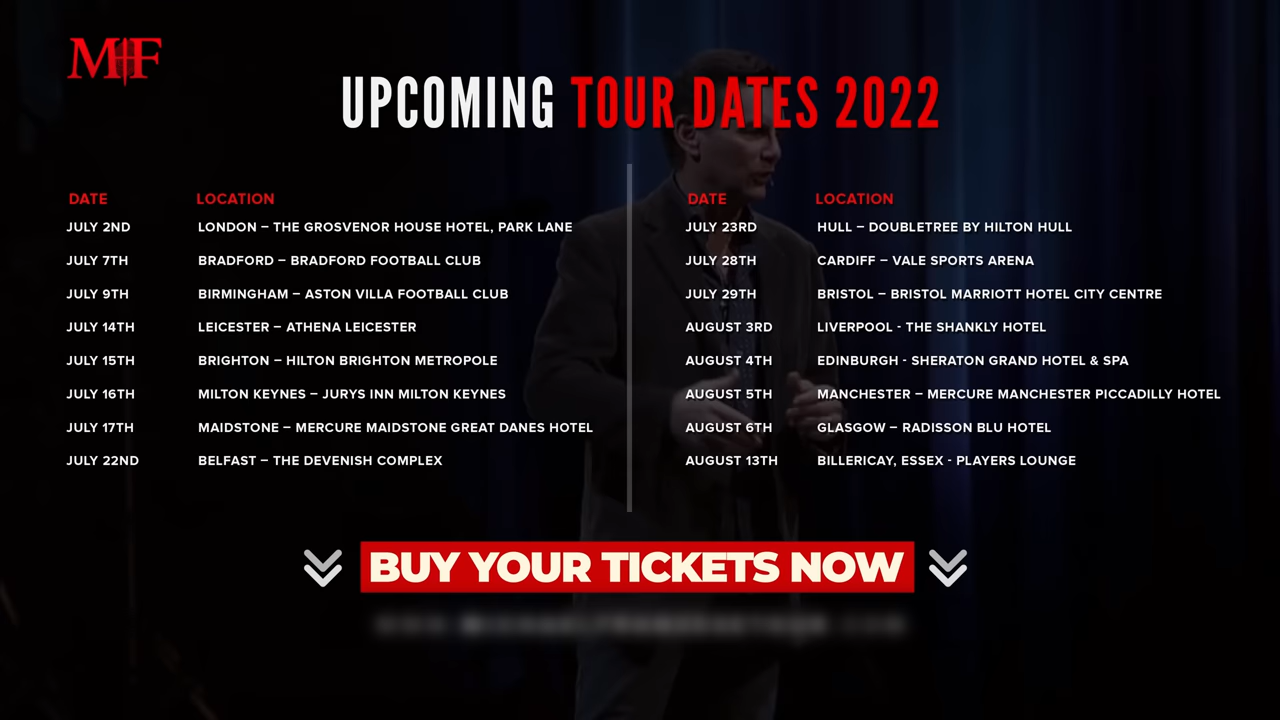 MF
UPCOMING TOUR DATES 2022
DATE LOCATION
JULY 2ND LONDON – THE GROSVENOR HOUSE HOTEL, PARK LANE
JULY 7TH BRADFORD – BRADFORD FOOTBALL CLUB
JULY 9TH BIRMINGHAM – ASTON VILLA FOOTBALL CLUB
JULY 14TH LEICESTER – ATHENA LEICESTER
JULY 15TH BRIGHTON – HILTON BRIGHTON METROPOLE
JULY 16TH MILTON KEYNES – JURYS INN MILTON KEYNES
JULY 17TH MAIDSTONE – MERCURE MAIDSTONE GREAT DANES HOTEL
JULY 22ND BELFAST – THE DEVENISH COMPLEX
DATE LOCATION
JULY 23RD HULL – DOUBLETREE BY HILTON HULL
JULY 28TH CARDIFF – VALE SPORTS ARENA
JULY 29TH BRISTOL – BRISTOL MARRIOTT HOTEL CITY CENTRE
AUGUST 3RD LIVERPOOL - THE SHANKLY HOTEL
AUGUST 4TH EDINBURGH - SHERATON GRAND HOTEL & SPA
AUGUST 5TH MANCHESTER – MERCURE MANCHESTER PICCADILLY HOTEL
AUGUST 6TH GLASGOW – RADISSON BLU HOTEL
AUGUST 13TH BILLERICAY, ESSEX - PLAYERS LOUNGE
BUY YOUR TICKETS NOW